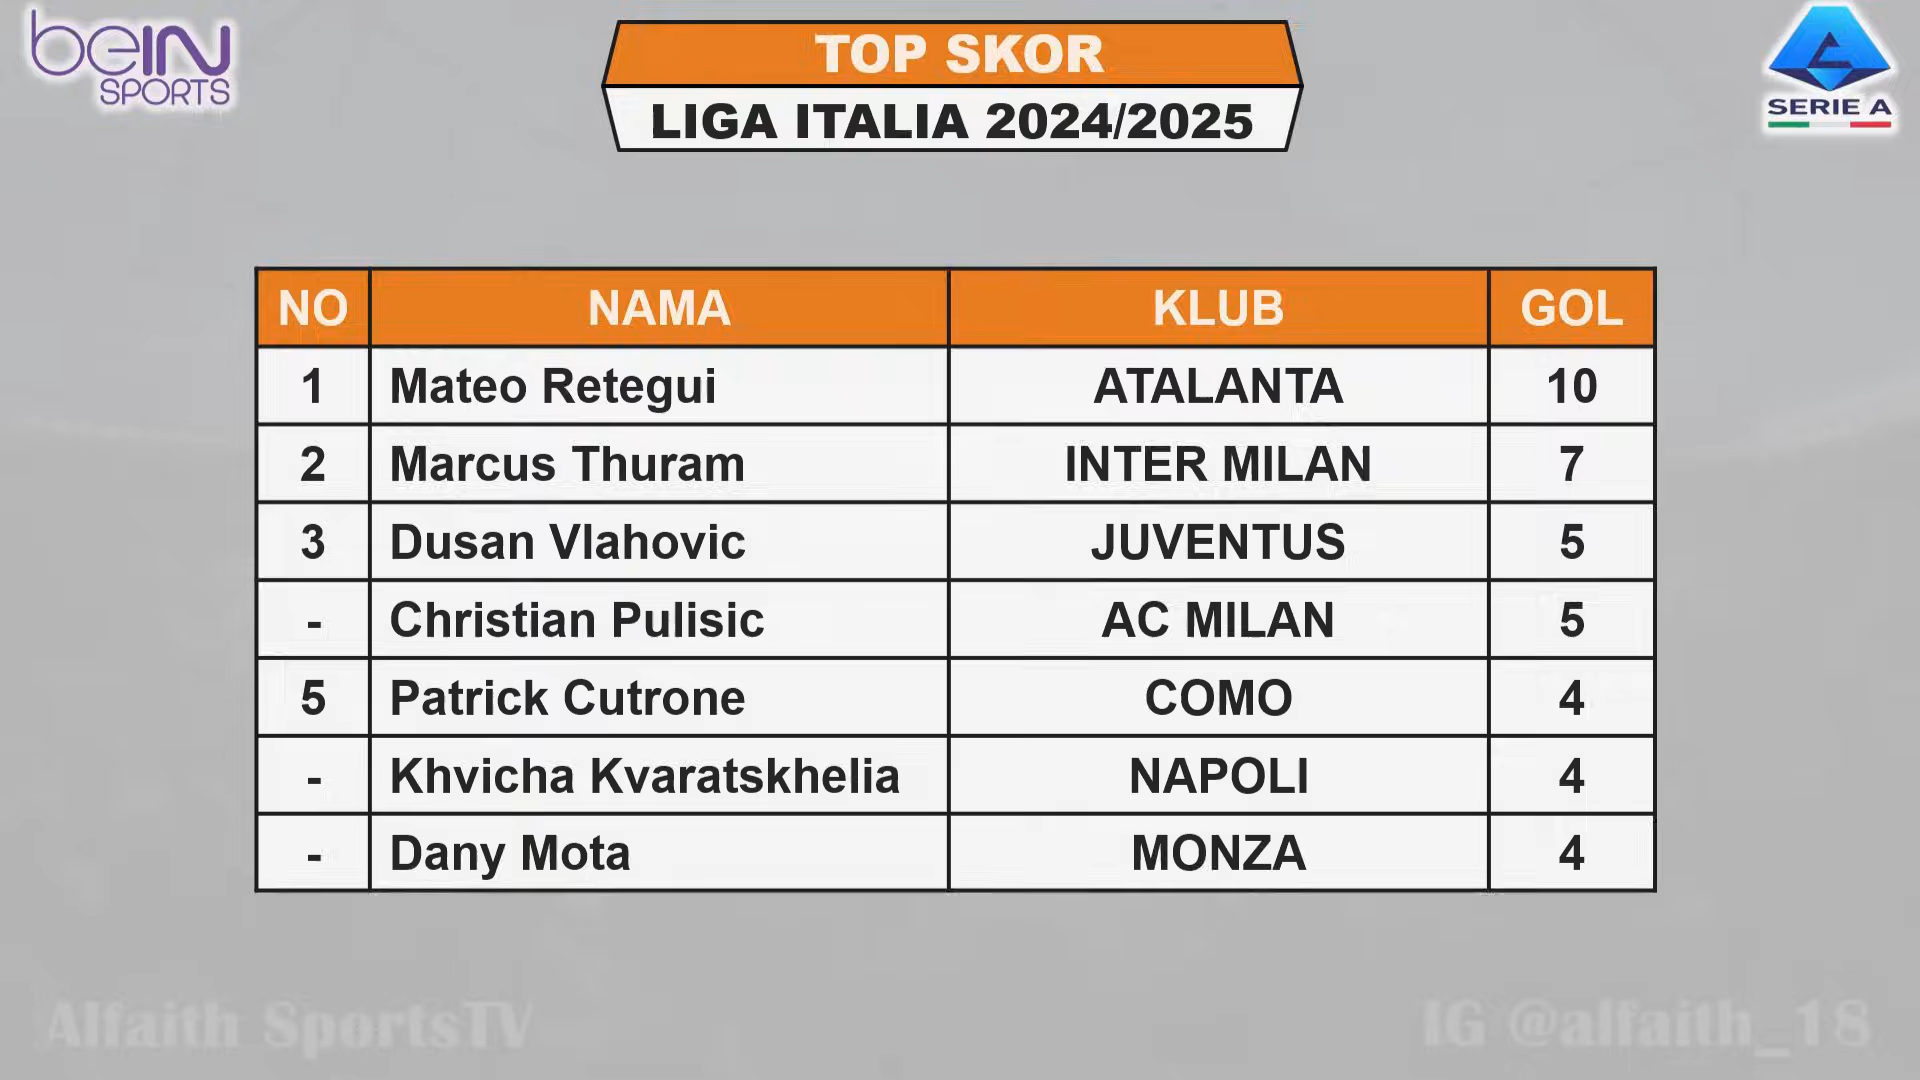 beIN
SPORTS
TOP SKOR
LIGA ITALIA 2024/2025
SERIE A
NO NAMA KLUB GOL
1 Mateo Retegui ATALANTA 10
2 Marcus Thuram INTER MILAN 7
3 Dusan Vlahovic JUVENTUS 5
- Christian Pulisic AC MILAN 5
5 Patrick Cutrone COMO 4
- Khvicha Kvaratskhelia NAPOLI 4
- Dany Mota MONZA 4
Alfaith SportsTV
IG @alfaith_18